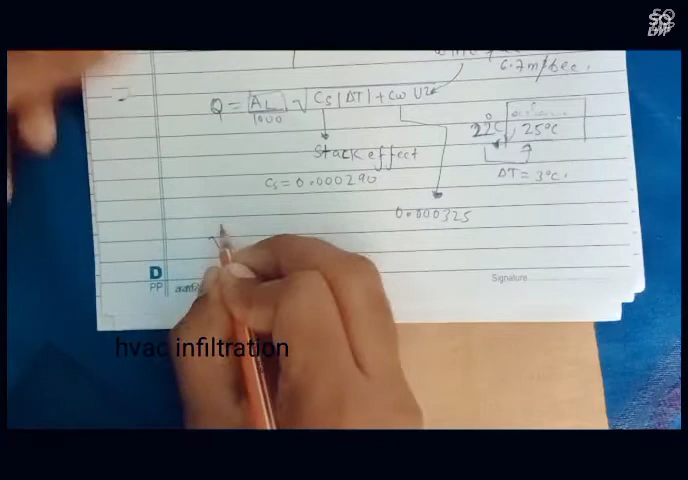 6.7m/sec.
Q = AL/1000 √ Cs|ΔT| + Cw U2
Stack effect
Cs = 0.000290
22°C, 25°C
ΔT = 3°C.
0.000325
D
PP
Signature
hvac infiltration